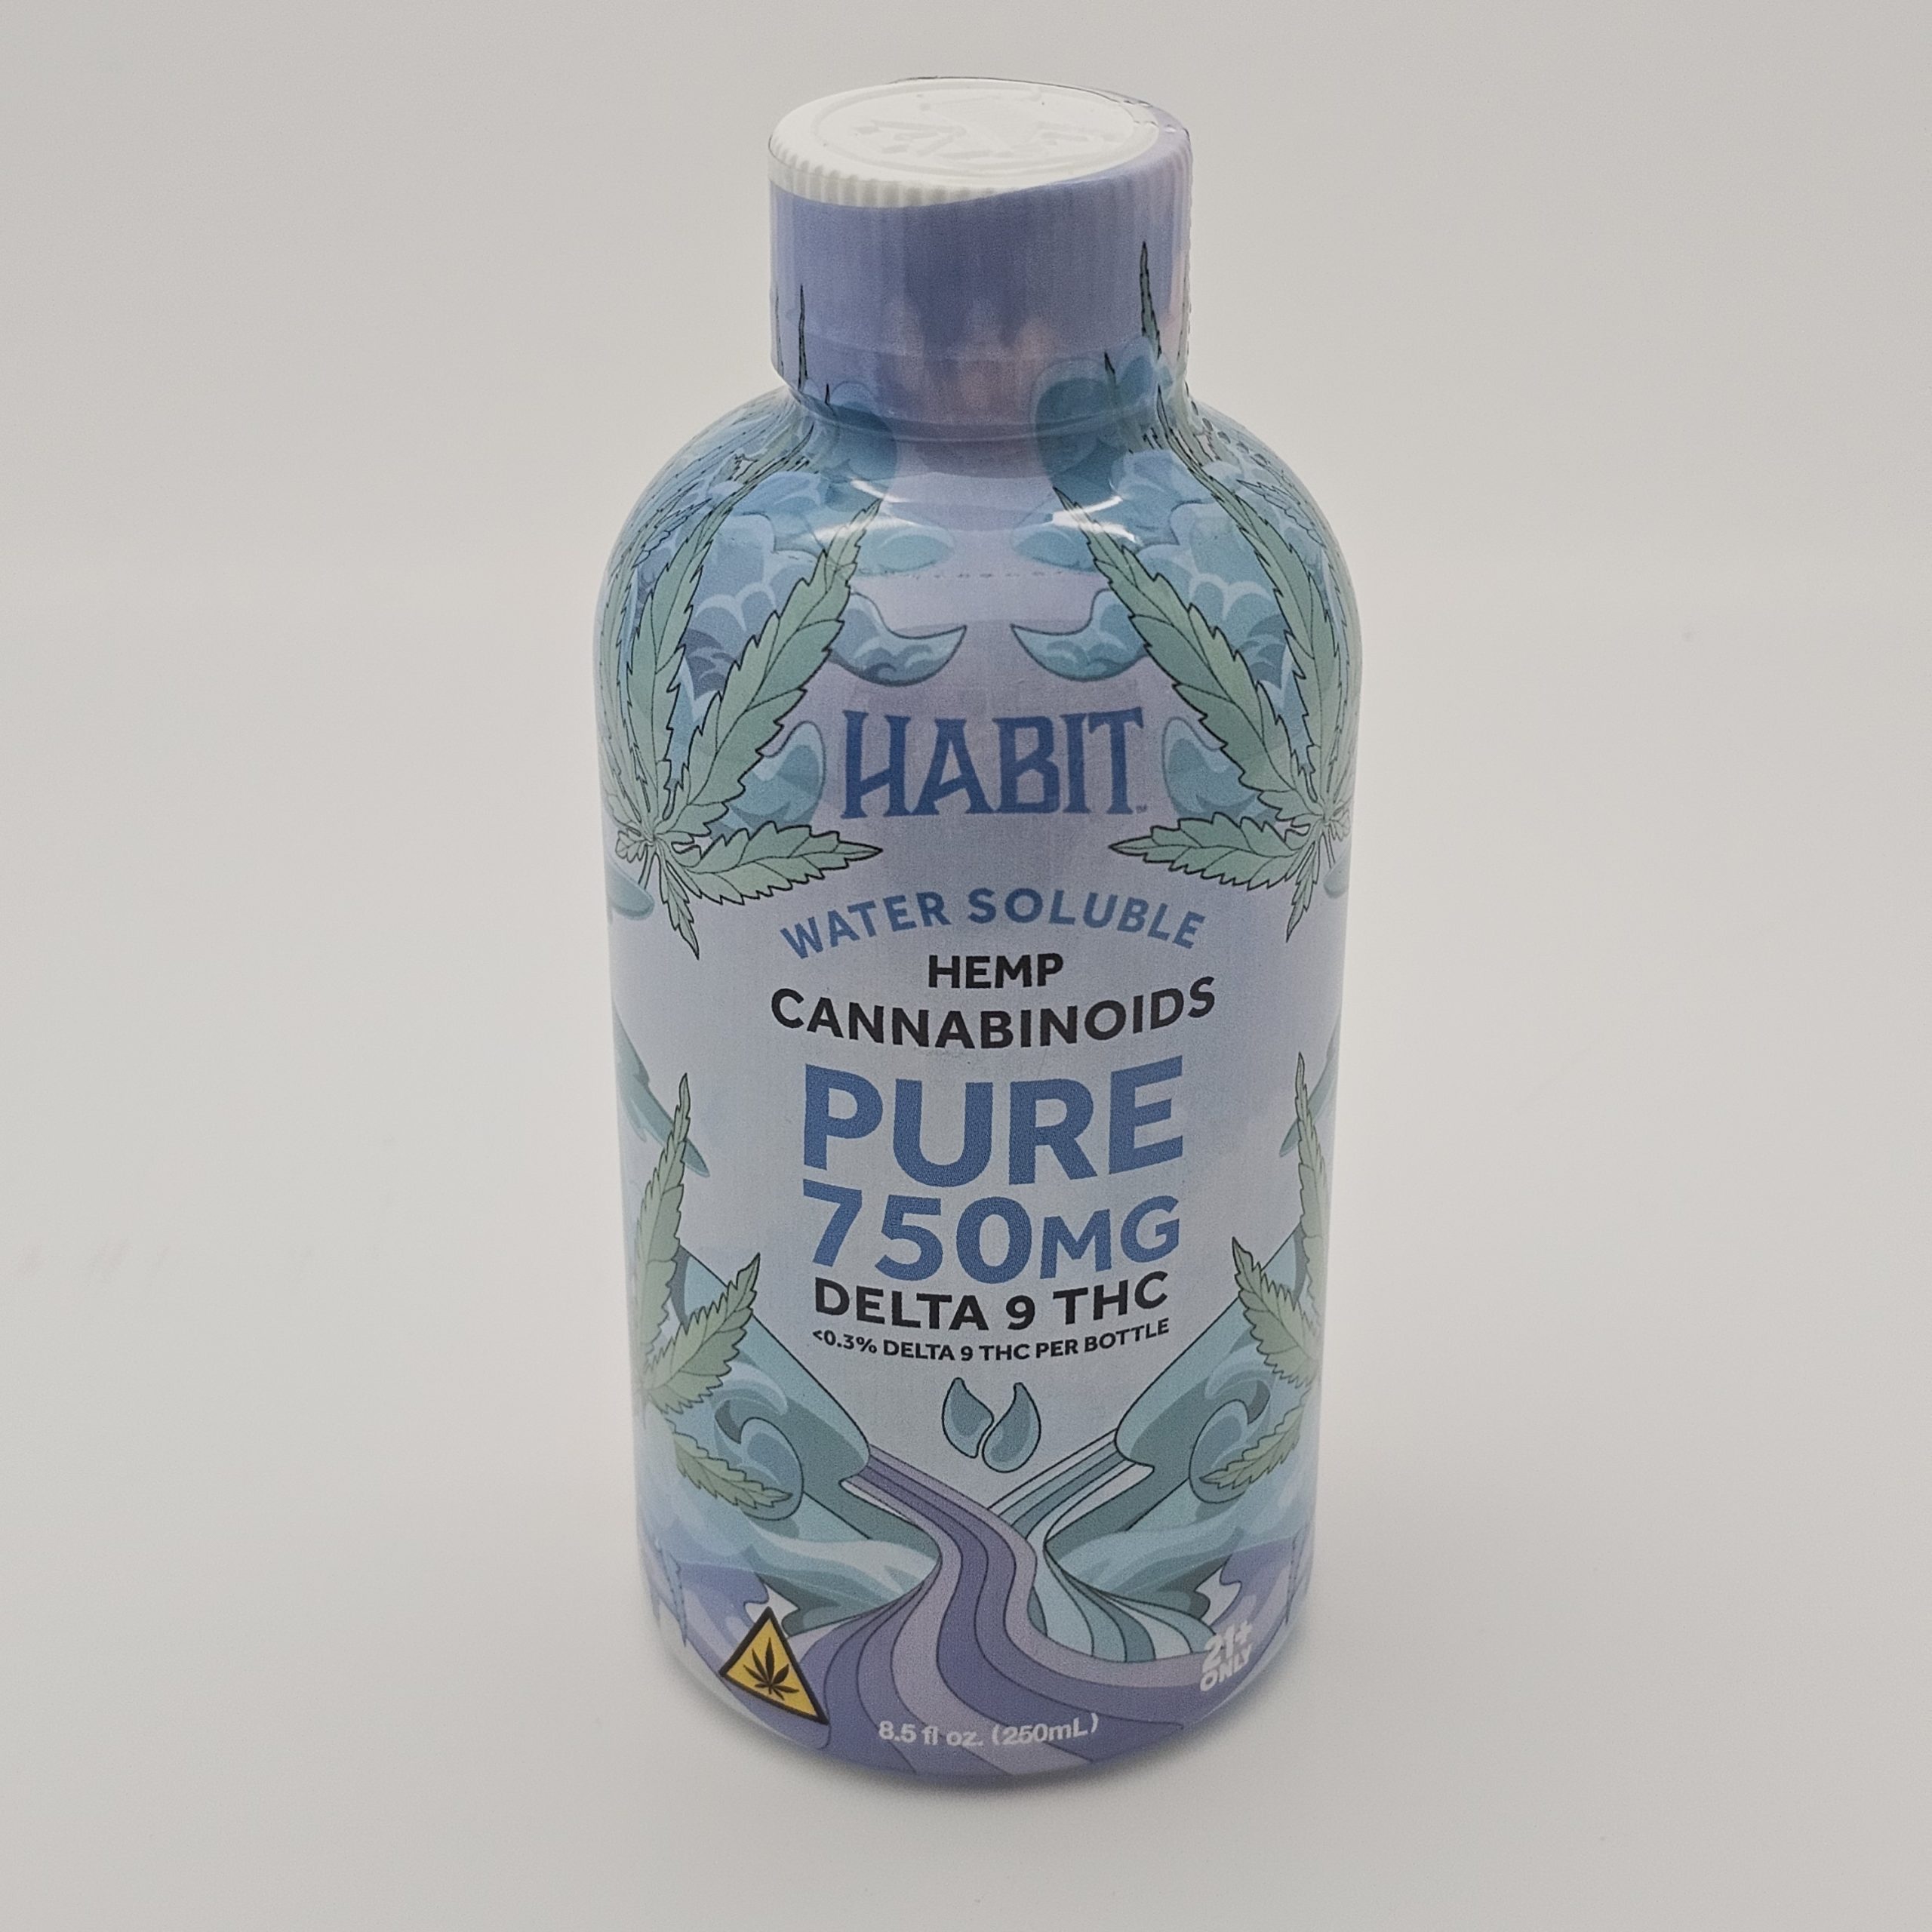 HABIT
WATER SOLUBLE
HEMP
CANNABINOIDS
PURE
750MG
DELTA 9 THC
<0.3% DELTA 9 THC PER BOTTLE
21+
ONLY
8.5 fl oz. (250mL)